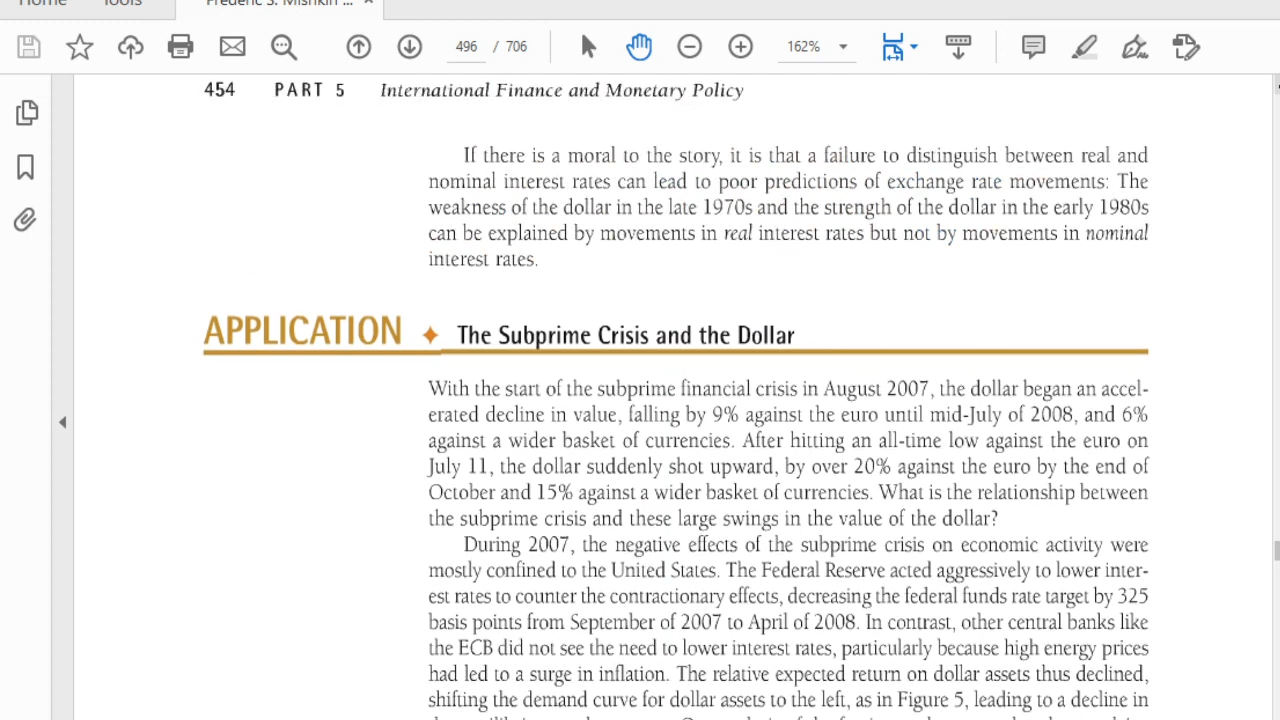 Home Tools Frederic S. Mishkin ...
496 / 706 162%
454 PART 5 International Finance and Monetary Policy
If there is a moral to the story, it is that a failure to distinguish between real and
nominal interest rates can lead to poor predictions of exchange rate movements: The
weakness of the dollar in the late 1970s and the strength of the dollar in the early 1980s
can be explained by movements in real interest rates but not by movements in nominal
interest rates.
APPLICATION The Subprime Crisis and the Dollar
With the start of the subprime financial crisis in August 2007, the dollar began an accel-
erated decline in value, falling by 9% against the euro until mid-July of 2008, and 6%
against a wider basket of currencies. After hitting an all-time low against the euro on
July 11, the dollar suddenly shot upward, by over 20% against the euro by the end of
October and 15% against a wider basket of currencies. What is the relationship between
the subprime crisis and these large swings in the value of the dollar?
During 2007, the negative effects of the subprime crisis on economic activity were
mostly confined to the United States. The Federal Reserve acted aggressively to lower inter-
est rates to counter the contractionary effects, decreasing the federal funds rate target by 325
basis points from September of 2007 to April of 2008. In contrast, other central banks like
the ECB did not see the need to lower interest rates, particularly because high energy prices
had led to a surge in inflation. The relative expected return on dollar assets thus declined,
shifting the demand curve for dollar assets to the left, as in Figure 5, leading to a decline in